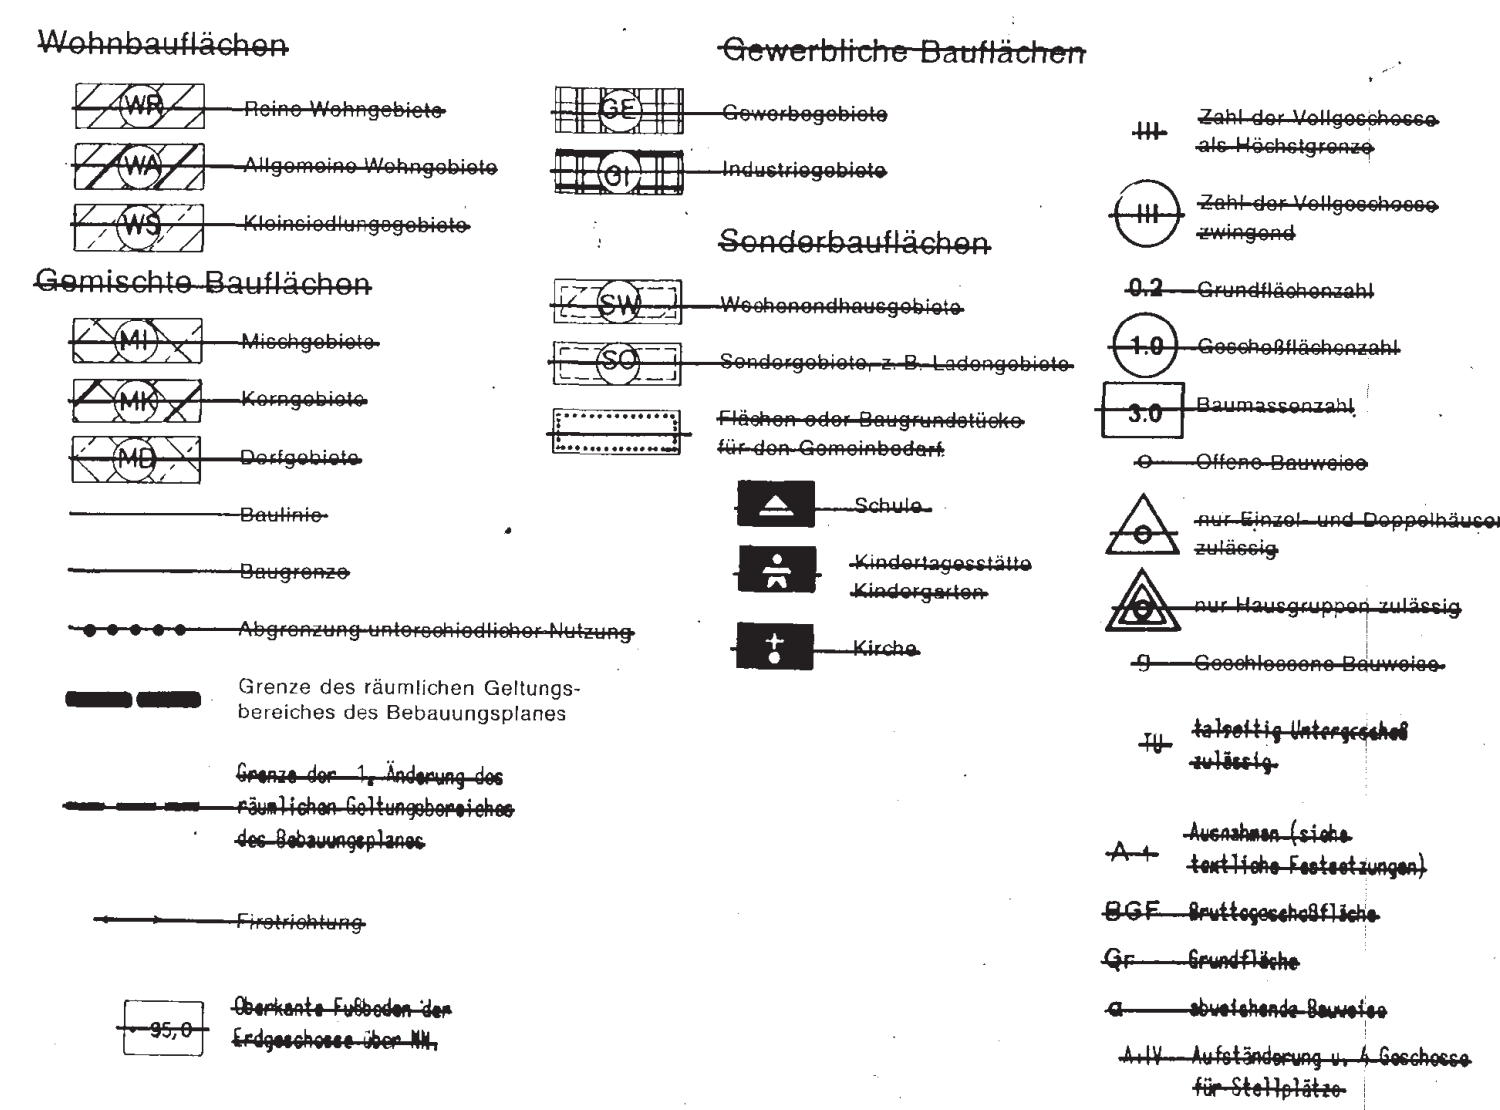 Wohnbauflächen
WR Reine Wohngebiete
WA Allgemeine Wohngebiete
WS Kleinsiedlungsgebiete
Gemischte Bauflächen
MI Mischgebiete
MK Kerngebiete
MD Dorfgebiete
Baulinie
Baugrenze
Abgrenzung unterschiedlicher Nutzung
Grenze des räumlichen Geltungs-
bereiches des Bebauungsplanes
Grenze der 1. Änderung des
räumlichen Geltungsbereiches
des Bebauungsplanes
Firstrichtung
95,0 Oberkante Fußboden der
Erdgeschosse über NN.
Gewerbliche Bauflächen
GE Gewerbegebiete
GI Industriegebiete
Sonderbauflächen
SW Wochenendhausgebiete
SO Sondergebiete, z. B. Ladengebiete
Flächen oder Baugrundstücke
für den Gemeinbedarf
Schule
Kindertagesstätte
Kindergarten
Kirche
III Zahl der Vollgeschosse
als Höchstgrenze
III Zahl der Vollgeschosse
zwingend
0.2 Grundflächenzahl
1.0 Geschoßflächenzahl
3.0 Baumassenzahl
o Offene Bauweise
o nur Einzel- und Doppelhäuser
zulässig
o nur Hausgruppen zulässig
g Geschlossene Bauweise
TU talseitig Untergeschoß
zulässig
A 1 Ausnahmen (siehe
textliche Festsetzungen)
BGF Bruttogeschoßfläche
GF Grundfläche
a abweichende Bauweise
A+IV Aufständerung u. 4 Geschosse
für Stellplätze